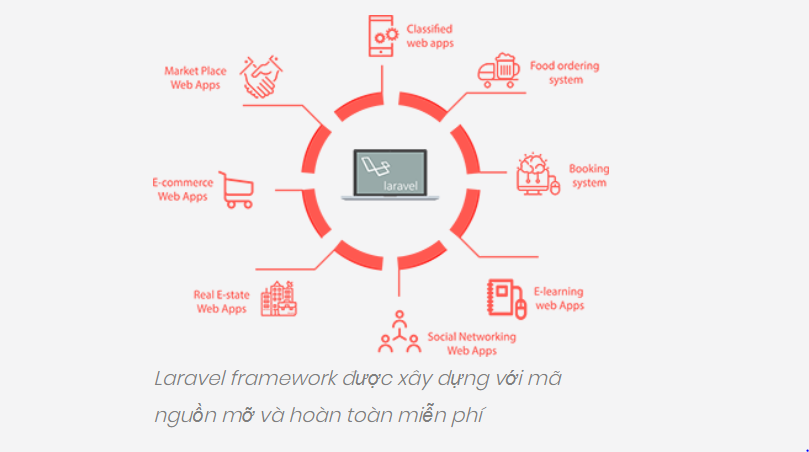 Classified
web apps
Market Place
Web Apps
Food ordering
system
laravel
E-commerce
Web Apps
Booking
system
Real E-state
Web Apps
E-learning
web Apps
Social Networking
Web Apps
Laravel framework được xây dựng với mã
nguồn mỡ và hoàn toàn miễn phí